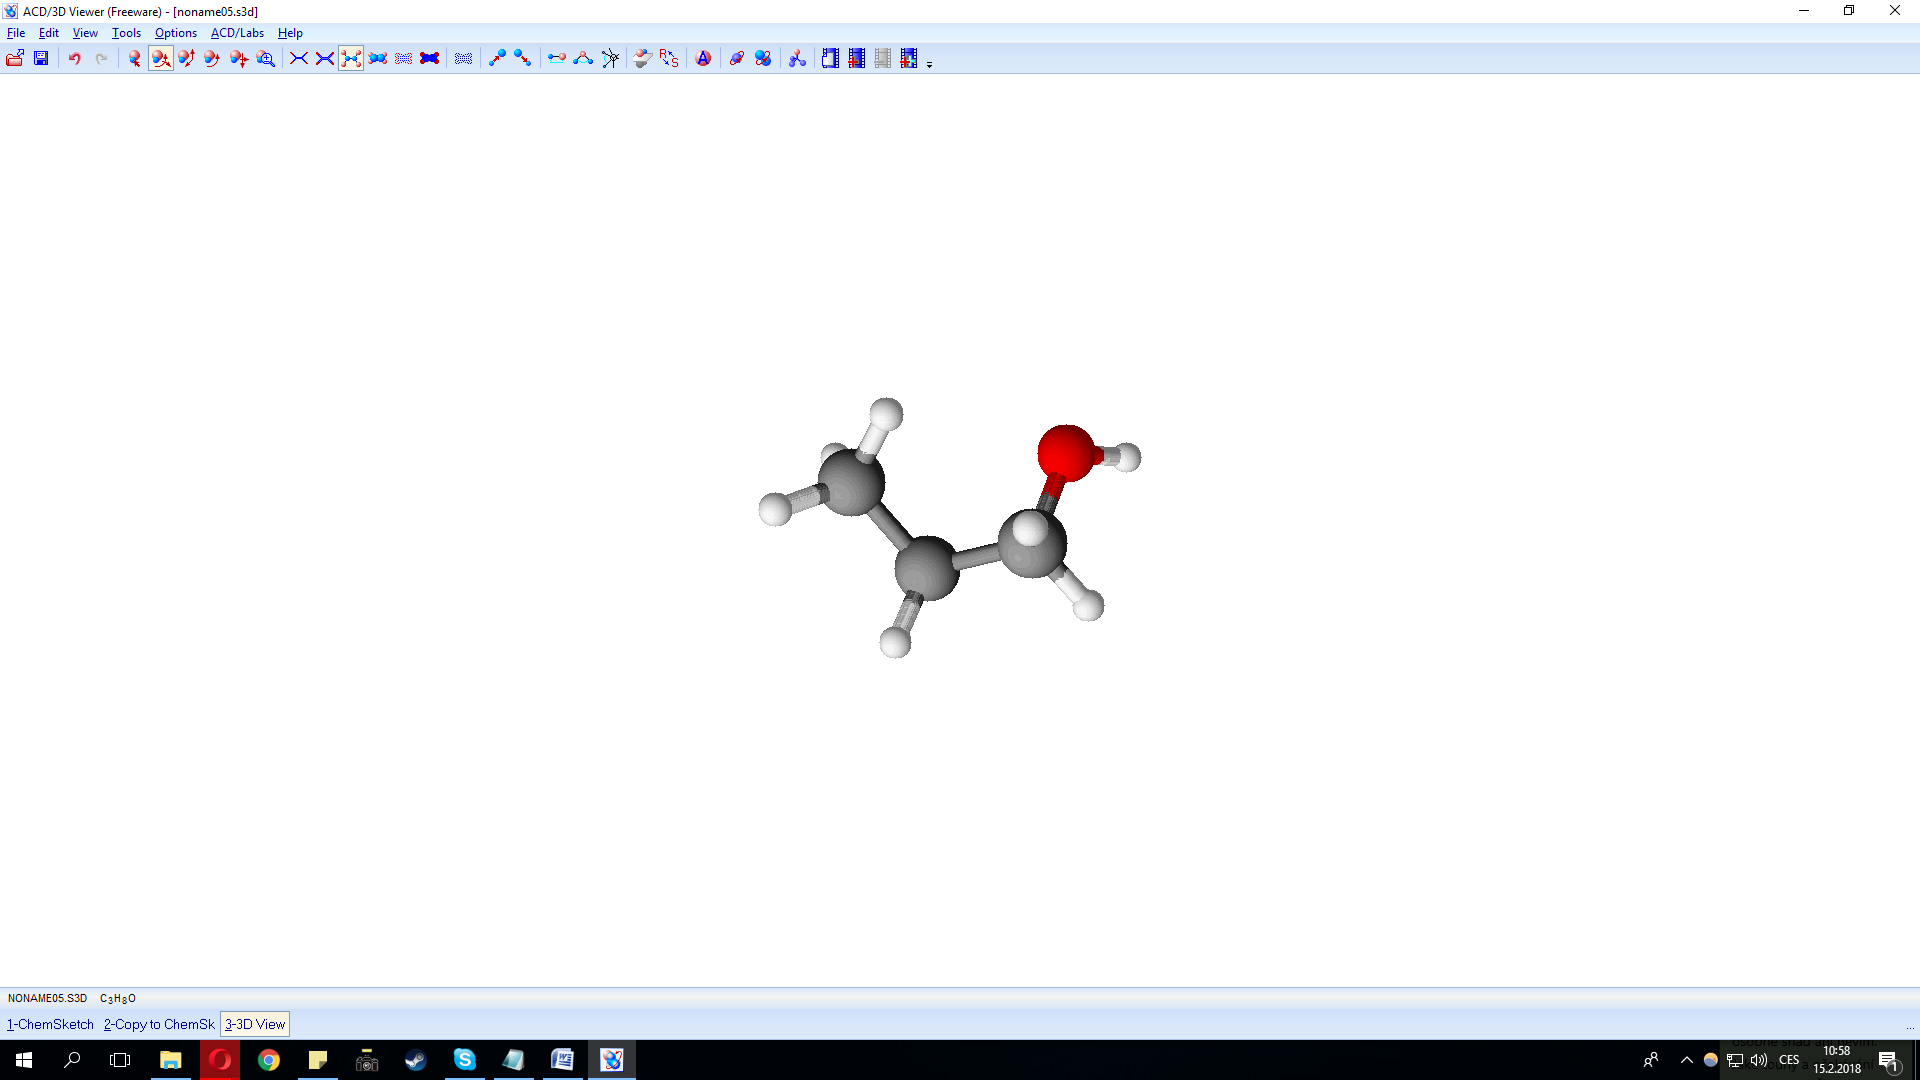 ACD/3D Viewer (Freeware) - [noname05.s3d]
File Edit View Tools Options ACD/Labs Help
NONAME05.S3D C3H8O
1-ChemSketch 2-Copy to ChemSk 3-3D View
...
10:58
CES
15.2.2018
1